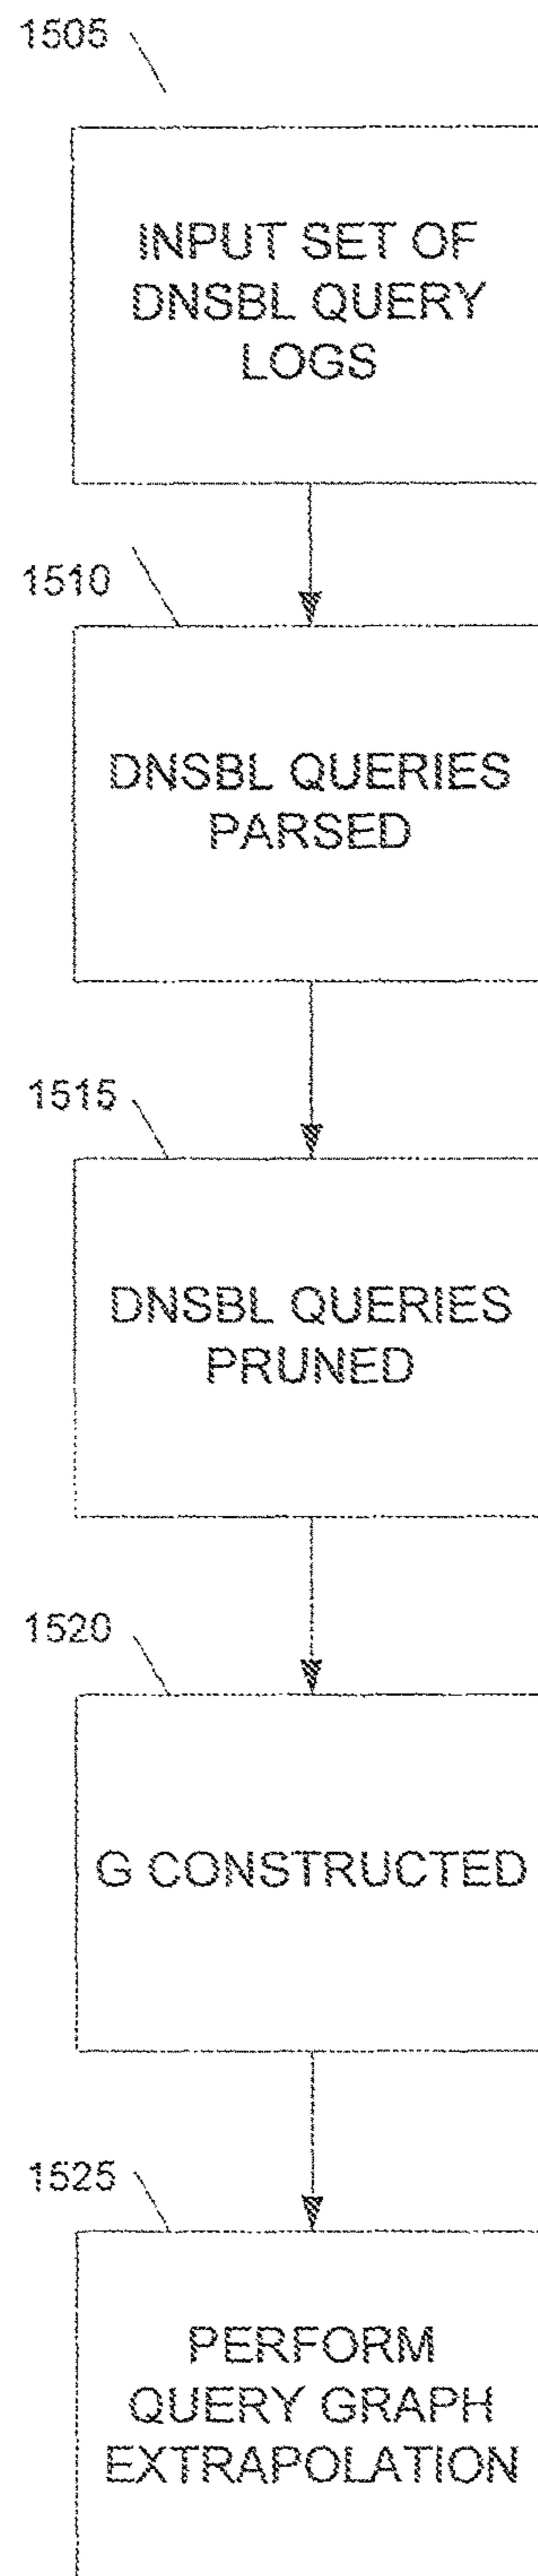 1505
INPUT SET OF
DNSBL QUERY
LOGS
1510
DNSBL QUERIES
PARSED
1515
DNSBL QUERIES
PRUNED
1520
G CONSTRUCTED
1525
PERFORM
QUERY GRAPH
EXTRAPOLATION